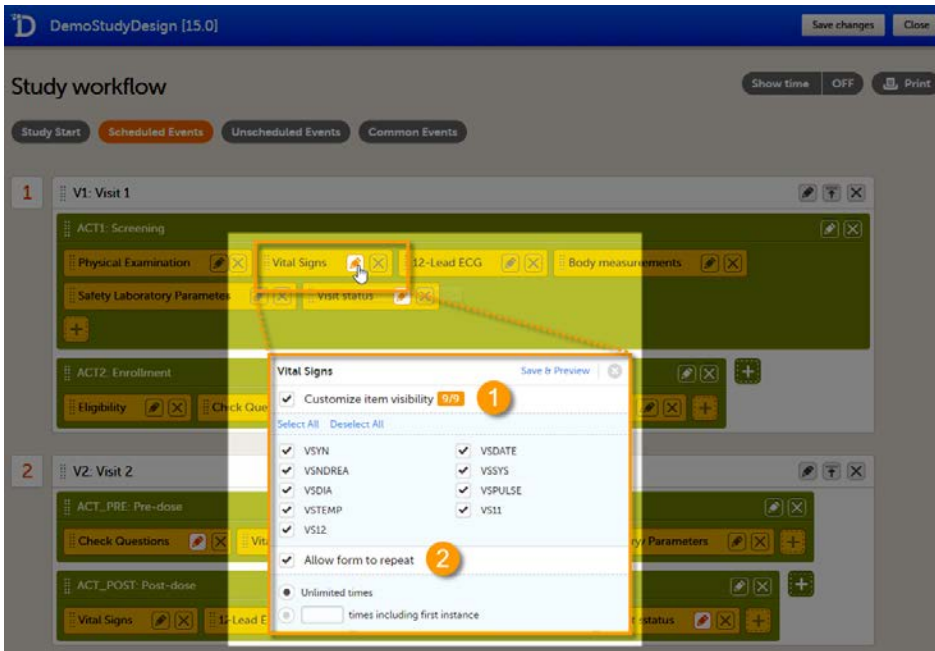 DemoStudyDesign [15.0] Save changes Close
Study workflow Show time OFF Print
Study Start Scheduled Events Unscheduled Events Common Events
1 V1: Visit 1
ACT1: Screening
Physical Examination Vital Signs 12-Lead ECG Body measurements
Safety Laboratory Parametes Visit status
ACT2: Enrollment
Eligibility Check Que
Vital Signs Save & Preview
Customize item visibility 9/9 1
Select All Deselect All
VSYN VSDATE
VSNDREA VSSYS
VSDIA VSPULSE
VSTEMP VS11
VS12
Allow form to repeat 2
Unlimited times
times including first instance
2 V2: Visit 2
ACT_PRE: Pre-dose
Check Questions Vit Parameters
ACT_POST: Post-dose
Vital Signs 12-Lead E status